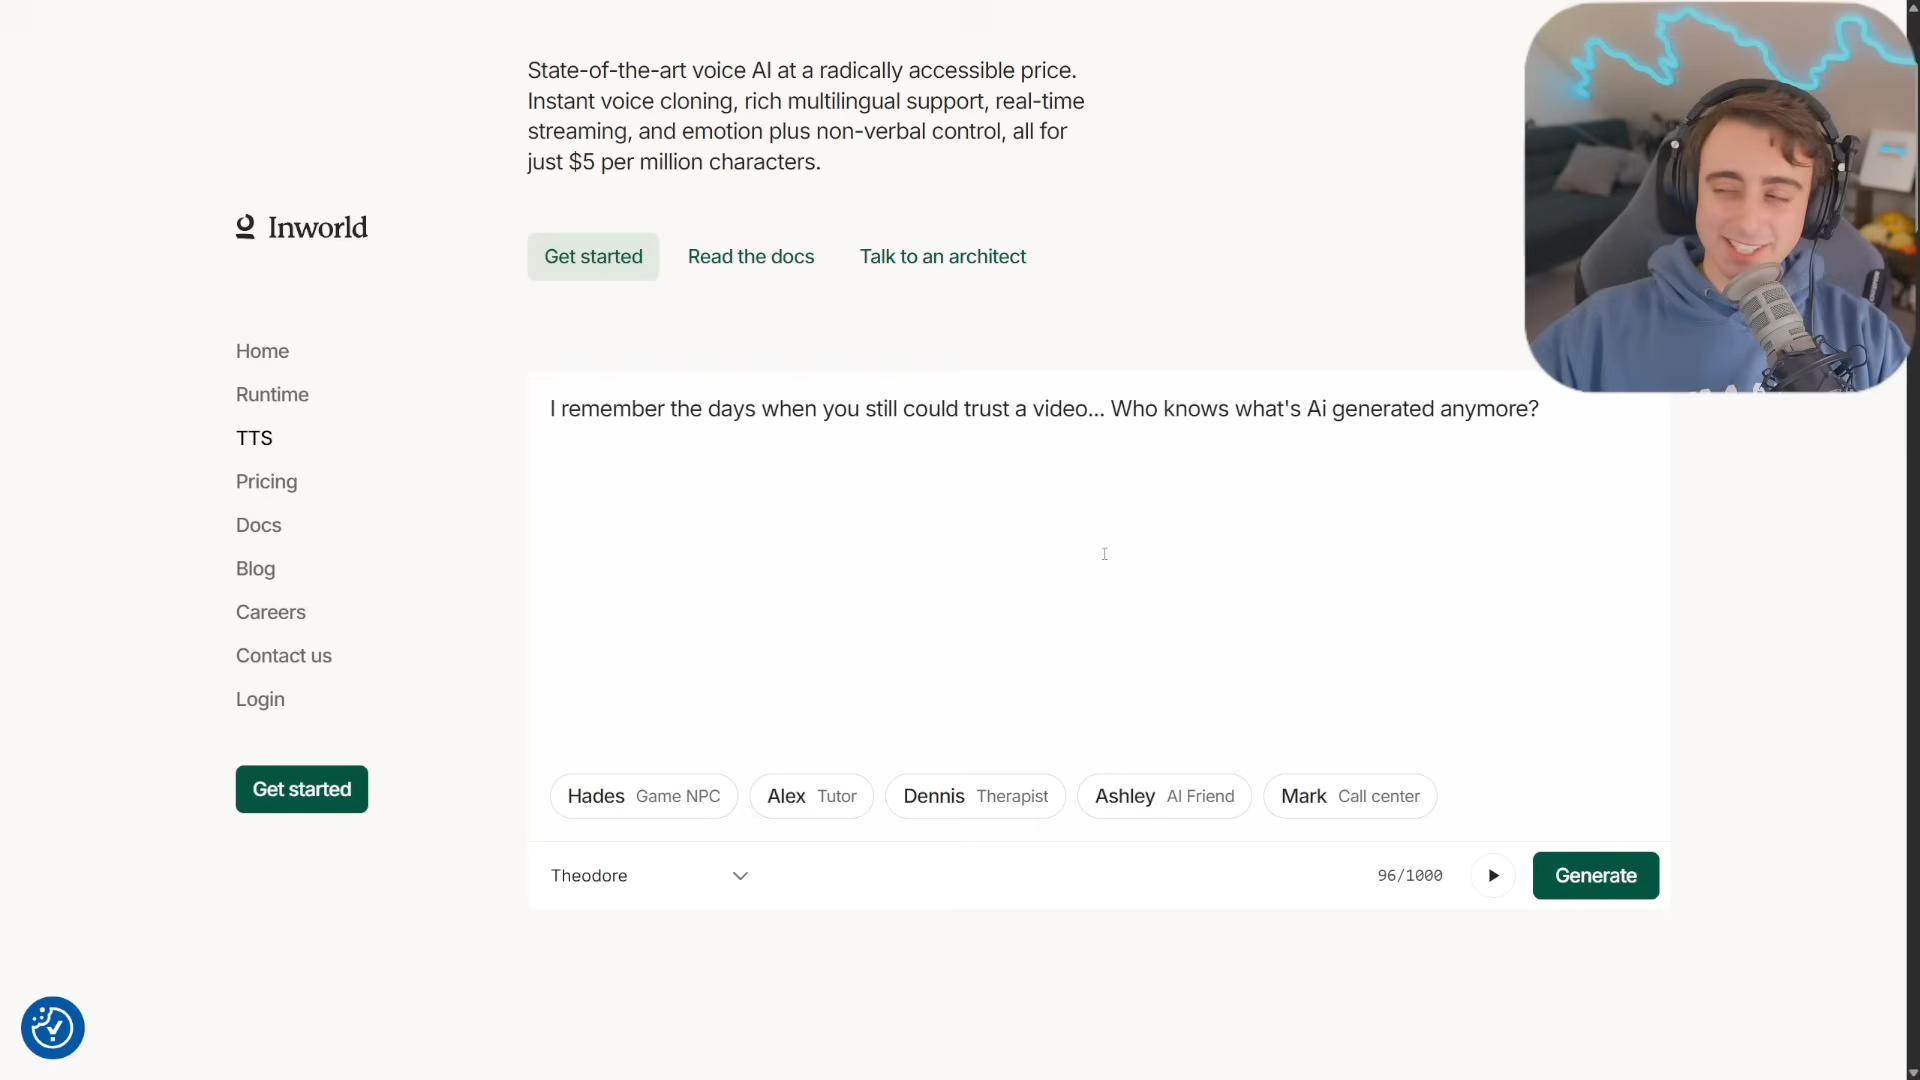 State-of-the-art voice AI at a radically accessible price.
Instant voice cloning, rich multilingual support, real-time
streaming, and emotion plus non-verbal control, all for
just $5 per million characters.
Inworld
Get started
Read the docs
Talk to an architect
Home
Runtime
TTS
Pricing
Docs
Blog
Careers
Contact us
Login
Get started
I remember the days when you still could trust a video... Who knows what's Ai generated anymore?
Hades Game NPC
Alex Tutor
Dennis Therapist
Ashley AI Friend
Mark Call center
Theodore
96/1000
Generate